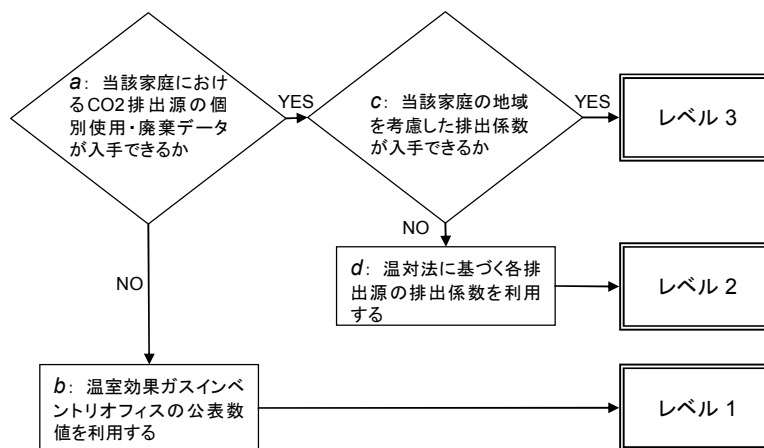 a: 当該家庭におけ
るCO2排出源の個
別使用・廃棄データ
が入手できるか
YES
c: 当該家庭の地域
を考慮した排出係数
が入手できるか
YES
レベル 3
NO
NO
d: 温対法に基づく各排
出源の排出係数を利用
する
レベル 2
b: 温室効果ガスインベ
ントリオフィスの公表数
値を利用する
レベル 1